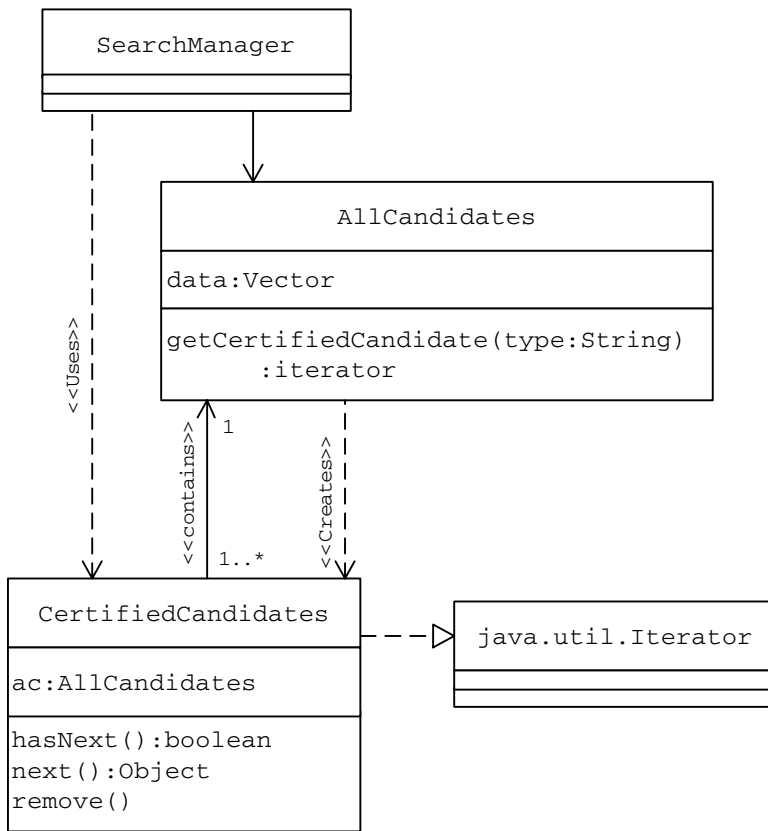 SearchManager
AllCandidates
data:Vector
getCertifiedCandidate(type:String)
:iterator
<<Uses>>
<<contains>>
1
<<Creates>>
1..*
CertifiedCandidates
java.util.Iterator
ac:AllCandidates
hasNext():boolean
next():Object
remove()